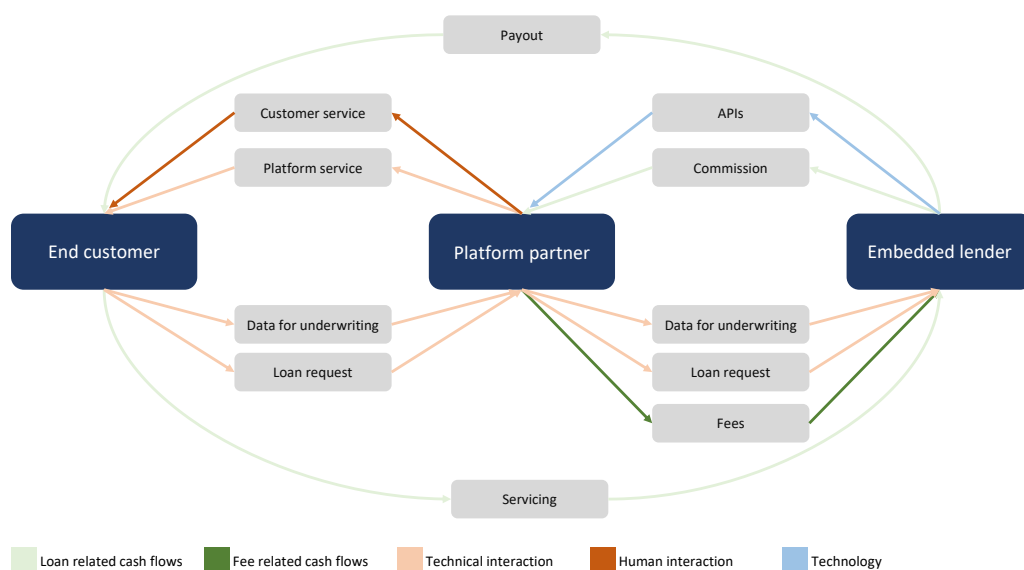 Payout
Customer service
APIs
Platform service
Commission
End customer
Platform partner
Embedded lender
Data for underwriting
Data for underwriting
Loan request
Loan request
Fees
Servicing
Loan related cash flows
Fee related cash flows
Technical interaction
Human interaction
Technology